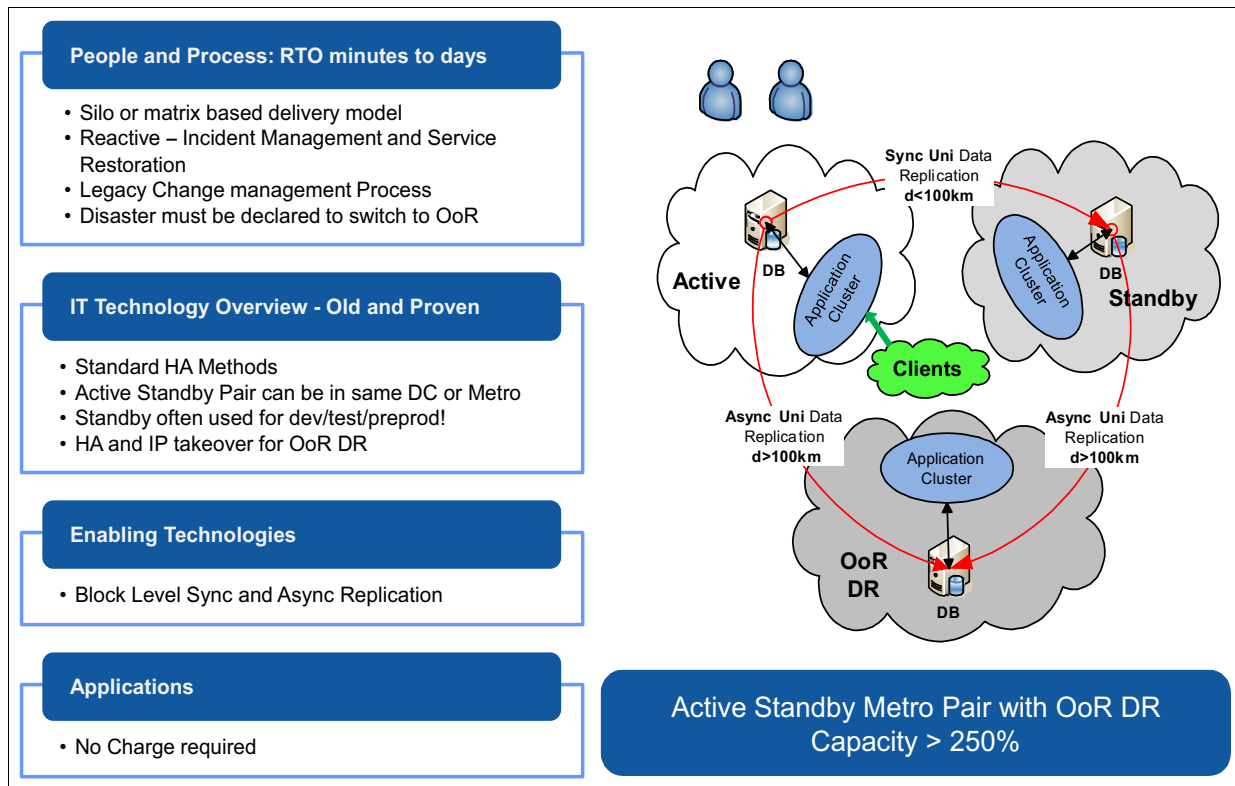 People and Process: RTO minutes to days
• Silo or matrix based delivery model
• Reactive – Incident Management and Service
Restoration
• Legacy Change management Process
• Disaster must be declared to switch to OoR
IT Technology Overview - Old and Proven
• Standard HA Methods
• Active Standby Pair can be in same DC or Metro
• Standby often used for dev/test/preprod!
• HA and IP takeover for OoR DR
Enabling Technologies
• Block Level Sync and Async Replication
Applications
• No Charge required
Sync Uni Data
Replication
d<100km
Active
DB
Application
Cluster
Application
Cluster
DB
Standby
Clients
Async Uni Data
Replication
d>100km
Async Uni Data
Replication
d>100km
Application
Cluster
OoR
DR
DB
Active Standby Metro Pair with OoR DR
Capacity > 250%